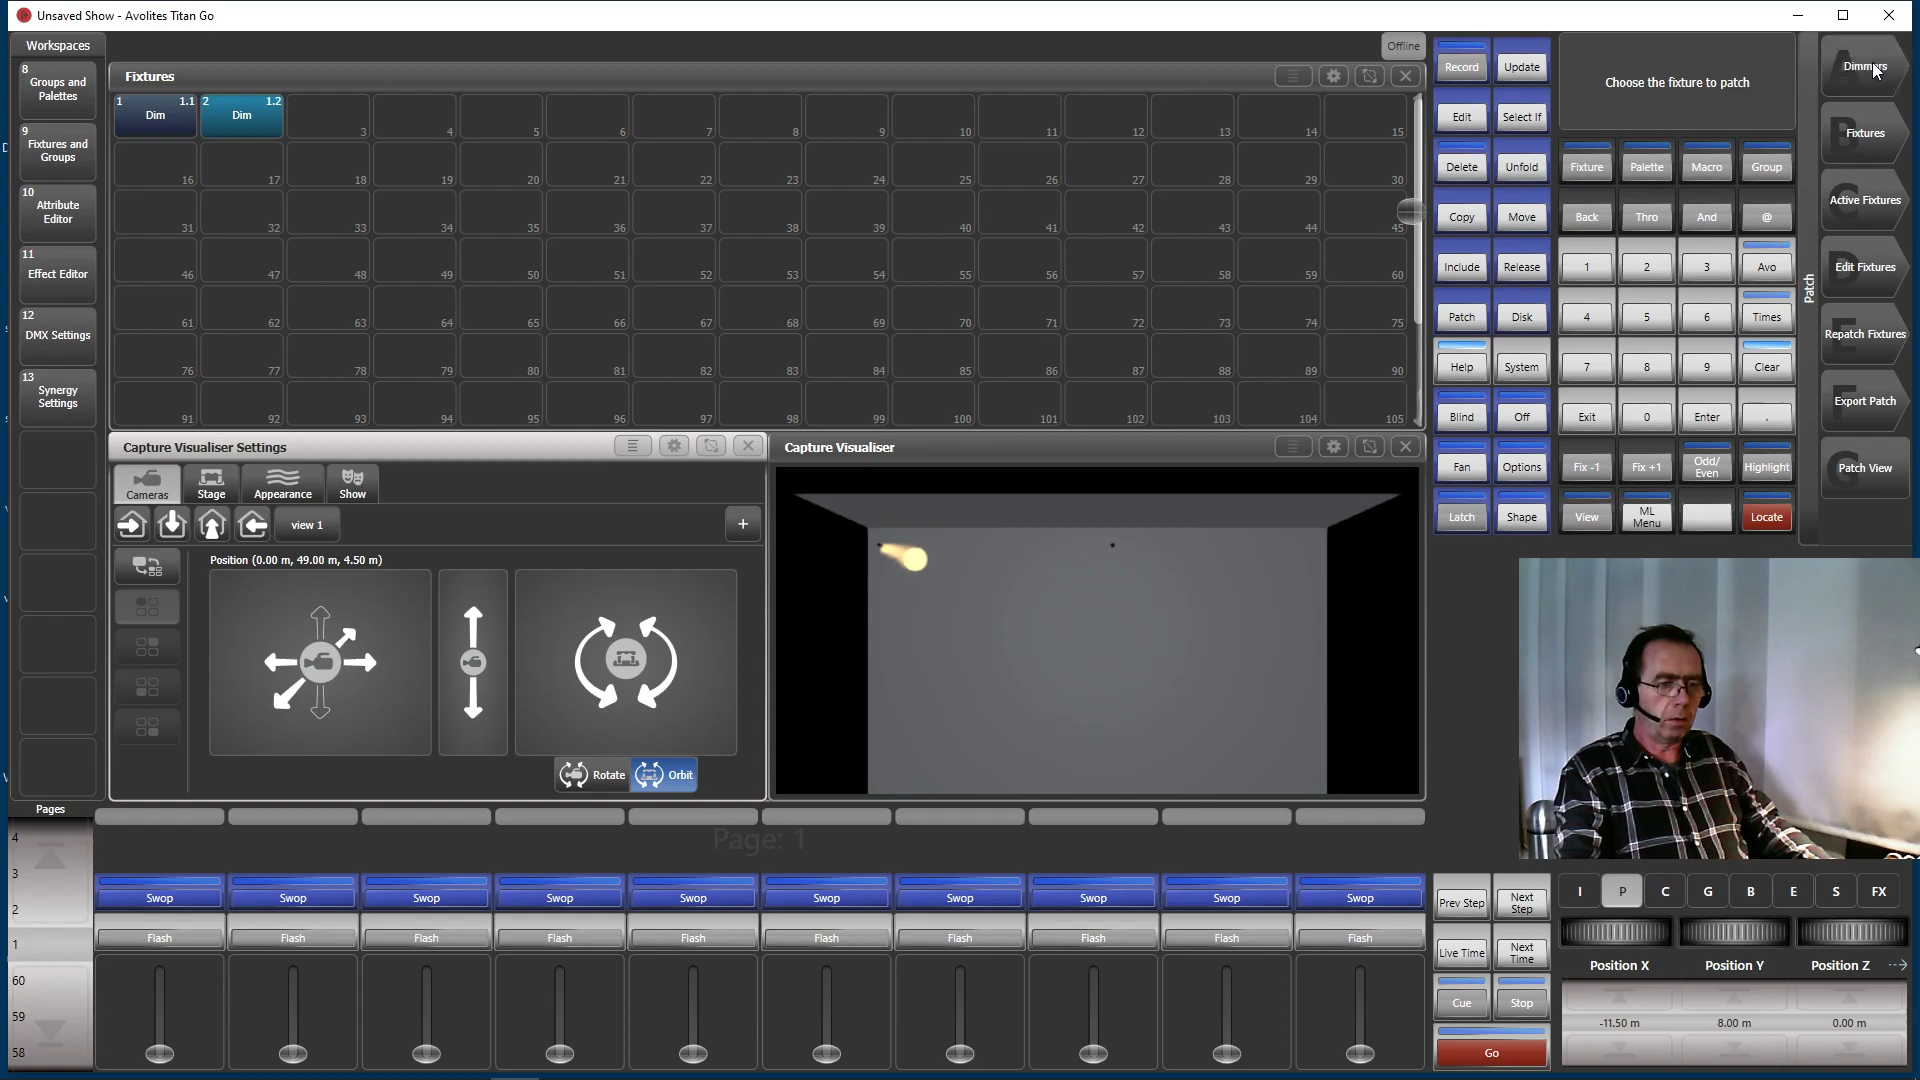 Unsaved Show - Avolites Titan Go
Workspaces
8
Groups and
Palettes
9
Fixtures and
Groups
10
Attribute
Editor
11
Effect Editor
12
DMX Settings
13
Synergy
Settings
Fixtures
Offline
1 1.1
Dim
2 1.2
Dim
3 4 5 6 7 8 9 10 11 12 13 14 15
16 17 18 19 20 21 22 23 24 25 26 27 28 29 30
31 32 33 34 35 36 37 38 39 40 41 42 43 44 45
46 47 48 49 50 51 52 53 54 55 56 57 58 59 60
61 62 63 64 65 66 67 68 69 70 71 72 73 74 75
76 77 78 79 80 81 82 83 84 85 86 87 88 89 90
91 92 93 94 95 96 97 98 99 100 101 102 103 104 105
Capture Visualiser Settings
Cameras Stage Appearance Show
view 1 +
Position (0.00 m, 49.00 m, 4.50 m)
Rotate Orbit
Capture Visualiser
Record Update
Edit Select If
Delete Unfold
Copy Move
Include Release
Patch Disk
Help System
Blind Off
Fan Options
Latch Shape
Choose the fixture to patch
Fixture Palette Macro Group
Back Thro And @
1 2 3 Avo
4 5 6 Times
7 8 9 Clear
Exit 0 Enter .
Fix -1 Fix +1 Odd/
Even Highlight
View ML
Menu Locate
Patch
A Dimmers
B Fixtures
C Active Fixtures
D Edit Fixtures
E Repatch Fixtures
F Export Patch
G Patch View
Pages
4
3
2
1
60
59
58
Page: 1
Swop Swop Swop Swop Swop Swop Swop Swop Swop Swop
Flash Flash Flash Flash Flash Flash Flash Flash Flash Flash
Prev Step Next
Step
Live Time Next
Time
Cue Stop
Go
I P C G B E S FX
Position X Position Y Position Z
-11.50 m 8.00 m 0.00 m